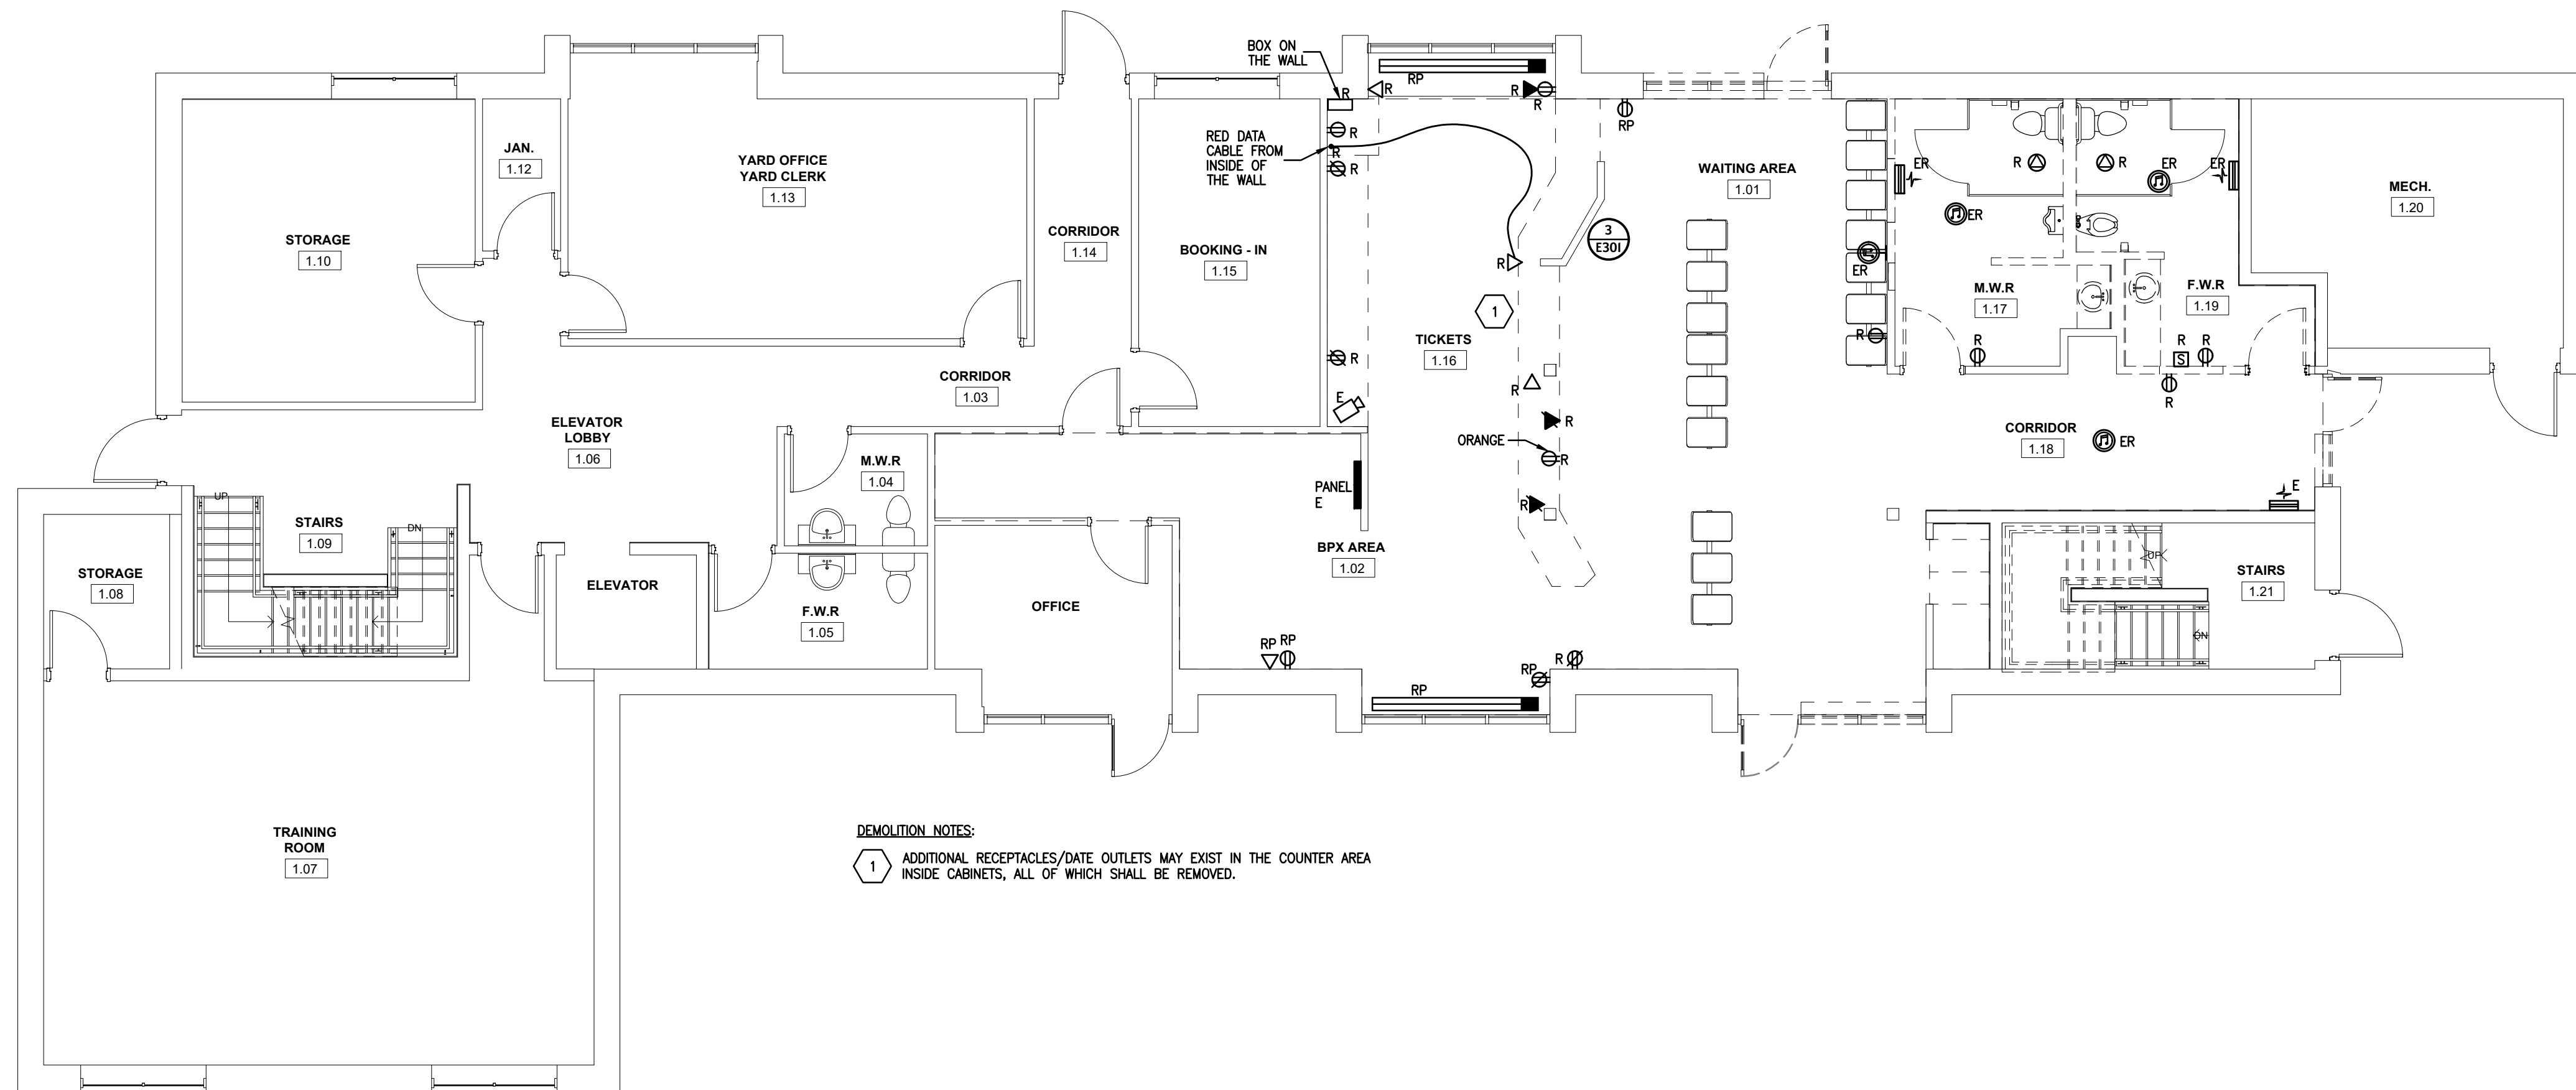 BOX ON
THE WALL
RP
R
R
R
R
R
RP
R
RED DATA
CABLE FROM
INSIDE OF
THE WALL
R
R
JAN.
1.12
YARD OFFICE
YARD CLERK
1.13
WAITING AREA
1.01
ER
R
R
ER
ER
MECH.
1.20
STORAGE
1.10
CORRIDOR
1.14
BOOKING - IN
1.15
3
E301
ER
R
ER
M.W.R
1.17
F.W.R
1.19
1
TICKETS
1.16
R
R
R
R
S
R
R
CORRIDOR
1.03
R
E
R
R
ELEVATOR
LOBBY
1.06
ORANGE
R
CORRIDOR
1.18
ER
M.W.R
1.04
PANEL
E
R
E
UP
STAIRS
1.09
DN
BPX AREA
1.02
UP
STORAGE
1.08
ELEVATOR
STAIRS
1.21
OFFICE
F.W.R
1.05
DN
RP
RP
R
RP
RP
DEMOLITION NOTES:
1
ADDITIONAL RECEPTACLES/DATE OUTLETS MAY EXIST IN THE COUNTER AREA
INSIDE CABINETS, ALL OF WHICH SHALL BE REMOVED.
TRAINING
ROOM
1.07